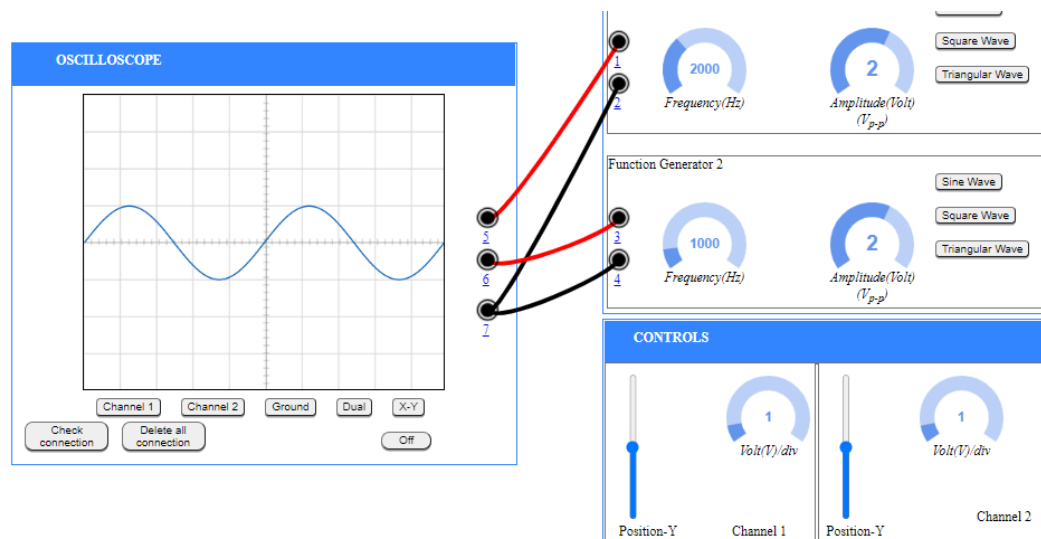 OSCILLOSCOPE
Channel 1
Channel 2
Ground
Dual
X-Y
Check
connection
Delete all
connection
Off
5
6
7
1
2
2000
Frequency(Hz)
2
Amplitude(Volt)
(Vp-p)
Square Wave
Triangular Wave
Function Generator 2
3
4
1000
Frequency(Hz)
2
Amplitude(Volt)
(Vp-p)
Sine Wave
Square Wave
Triangular Wave
CONTROLS
1
Volt(V)/div
Position-Y
Channel 1
1
Volt(V)/div
Position-Y
Channel 2